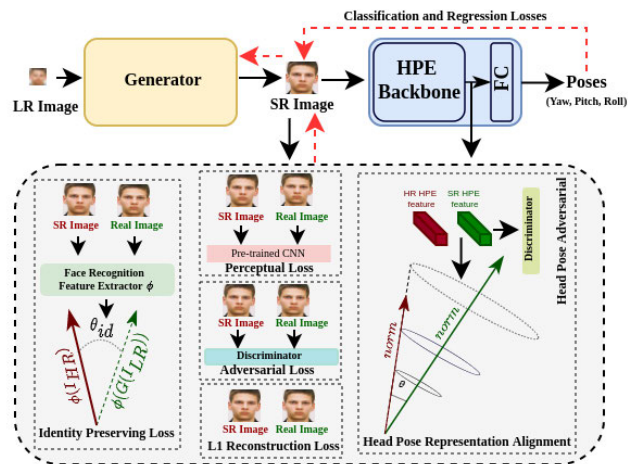 Classification and Regression Losses
Generator
LR Image
SR Image
HPE
Backbone
FC
Poses
(Yaw, Pitch, Roll)
SR Image Real Image
Face Recognition
Feature Extractor ϕ
θid
ϕ(IHR)
ϕ(G(ILR))
Identity Preserving Loss
SR Image Real Image
Pre-trained CNN
Perceptual Loss
SR Image Real Image
Discriminator
Adversarial Loss
SR Image Real Image
L1 Reconstruction Loss
HR HPE
feature
SR HPE
feature
Discriminator
Head Pose Adversarial
norm
norm
θ
Head Pose Representation Alignment